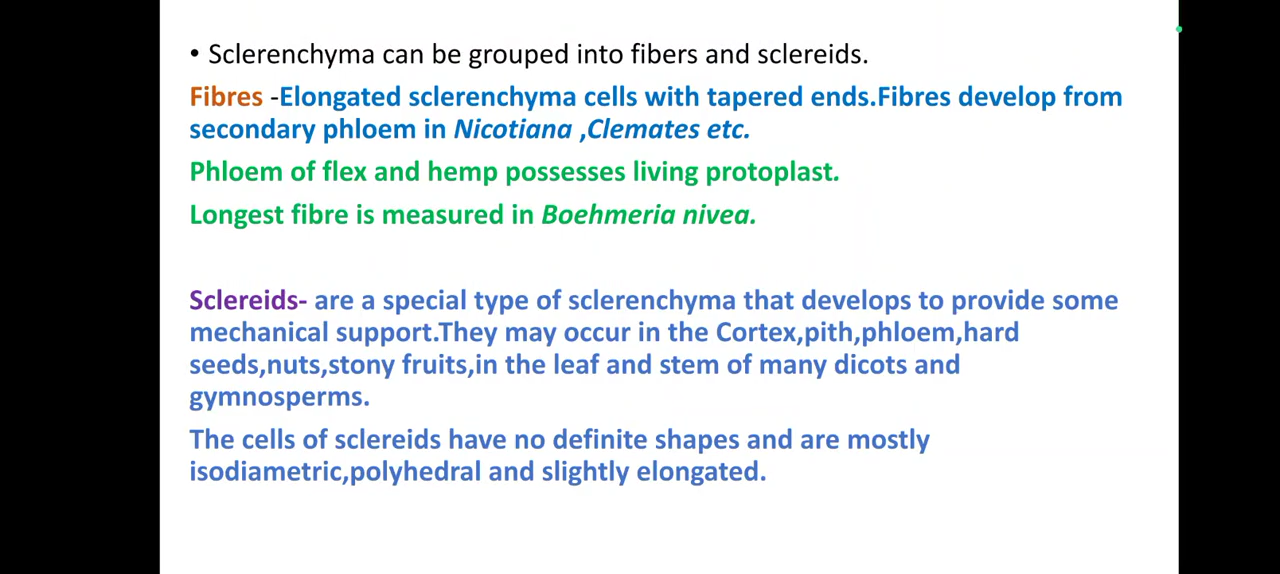 • Sclerenchyma can be grouped into fibers and sclereids.
Fibres -Elongated sclerenchyma cells with tapered ends.Fibres develop from
secondary phloem in Nicotiana ,Clemates etc.
Phloem of flex and hemp possesses living protoplast.
Longest fibre is measured in Boehmeria nivea.
Sclereids- are a special type of sclerenchyma that develops to provide some
mechanical support.They may occur in the Cortex,pith,phloem,hard
seeds,nuts,stony fruits,in the leaf and stem of many dicots and
gymnosperms.
The cells of sclereids have no definite shapes and are mostly
isodiametric,polyhedral and slightly elongated.